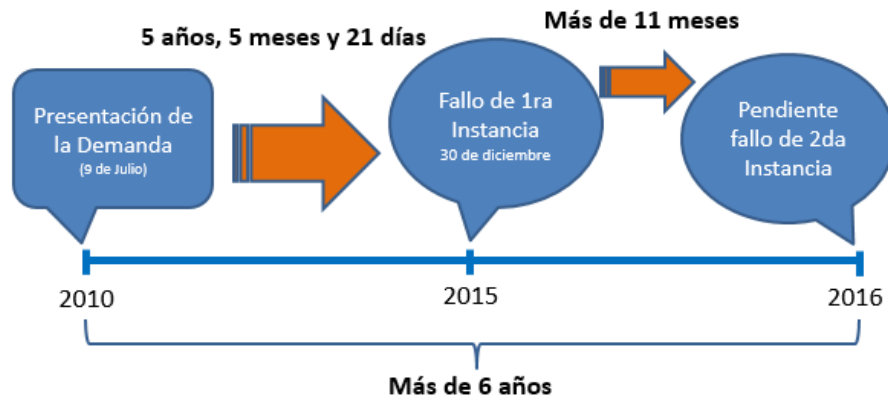 5 años, 5 meses y 21 días
Más de 11 meses
Presentación de
la Demanda
(9 de Julio)
Fallo de 1ra
Instancia
30 de diciembre
Pendiente
fallo de 2da
Instancia
2010
2015
2016
Más de 6 años